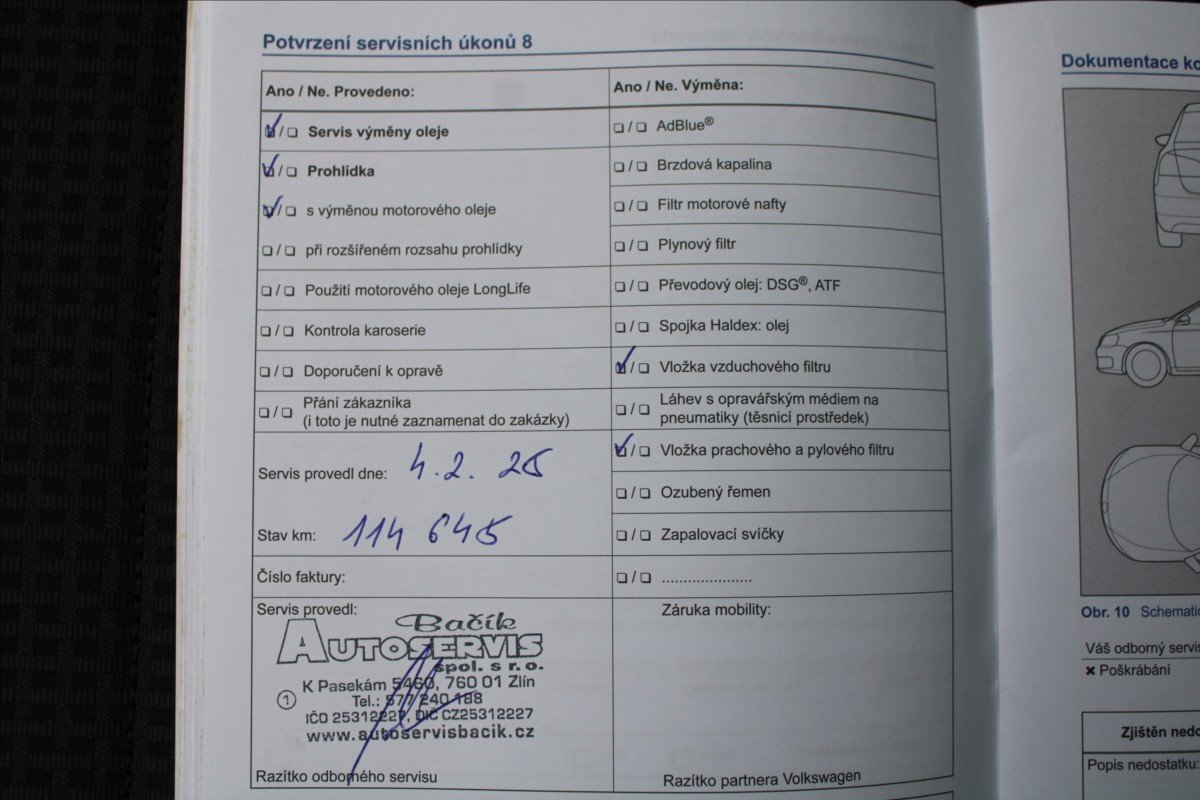 Potvrzení servisních úkonů 8
Ano / Ne. Provedeno:
☑ / ❏ Servis výměny oleje
☑ / ❏ Prohlídka
☑ / ❏ s výměnou motorového oleje
❏ / ❏ při rozšířeném rozsahu prohlídky
❏ / ❏ Použití motorového oleje LongLife
❏ / ❏ Kontrola karoserie
❏ / ❏ Doporučení k opravě
❏ / ❏ Přání zákazníka
(i toto je nutné zaznamenat do zakázky)
Servis provedl dne: 4.2. 25
Stav km: 114 645
Číslo faktury:
Servis provedl:
Bačík
AUTOSERVIS
spol. s r.o.
K Pasekám 5460, 760 01 Zlín
1 Tel.: 577 240 188
IČO 25312227, DIČ CZ25312227
www.autoservisbacik.cz
Razítko odborného servisu
Ano / Ne. Výměna:
❏ / ❏ AdBlue®
❏ / ❏ Brzdová kapalina
❏ / ❏ Filtr motorové nafty
❏ / ❏ Plynový filtr
❏ / ❏ Převodový olej: DSG®, ATF
❏ / ❏ Spojka Haldex: olej
☑ / ❏ Vložka vzduchového filtru
❏ / ❏ Láhev s opravářským médiem na
pneumatiky (těsnicí prostředek)
☑ / ❏ Vložka prachového a pylového filtru
❏ / ❏ Ozubený řemen
❏ / ❏ Zapalovací svíčky
❏ / ❏ .....................
Záruka mobility:
Razítko partnera Volkswagen
Dokumentace ko
Obr. 10 Schematic
Váš odborný servis
✖ Poškrábání
Zjištěn nedo
Popis nedostatku: